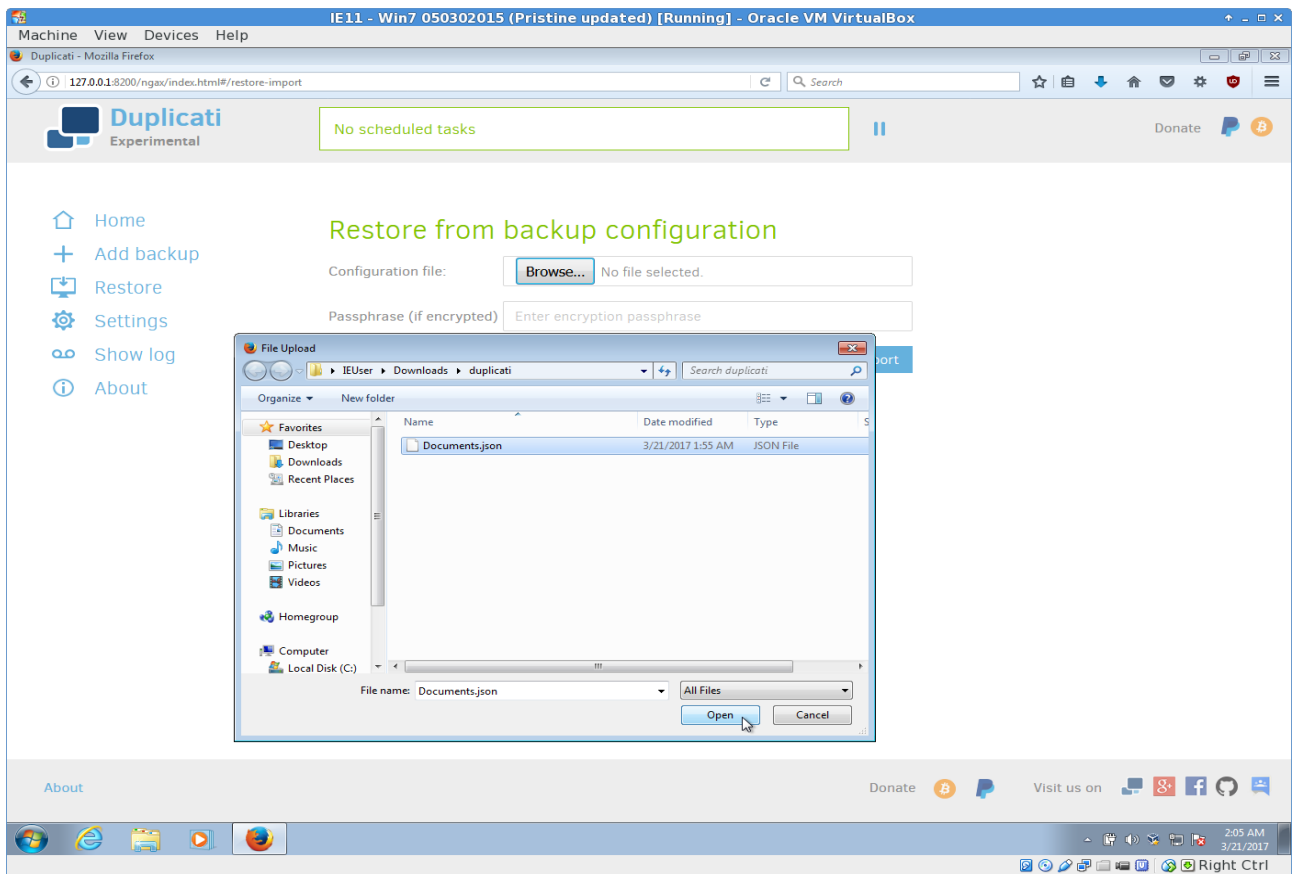 IE11 - Win7 050302015 (Pristine updated) [Running] - Oracle VM VirtualBox
Machine View Devices Help
Duplicati - Mozilla Firefox
127.0.0.1:8200/ngax/index.html#/restore-import
Search
Duplicati
Experimental
No scheduled tasks
Donate
Home
Add backup
Restore
Settings
Show log
About
Restore from backup configuration
Configuration file:
Browse... No file selected.
Passphrase (if encrypted) Enter encryption passphrase
port
File Upload
IEUser Downloads duplicati
Search duplicati
Organize New folder
Favorites
Desktop
Downloads
Recent Places
Libraries
Documents
Music
Pictures
Videos
Homegroup
Computer
Local Disk (C:)
Name Date modified Type S
Documents.json 3/21/2017 1:55 AM JSON File
File name: Documents.json All Files
Open Cancel
About
Donate
Visit us on
2:05 AM
3/21/2017
Right Ctrl